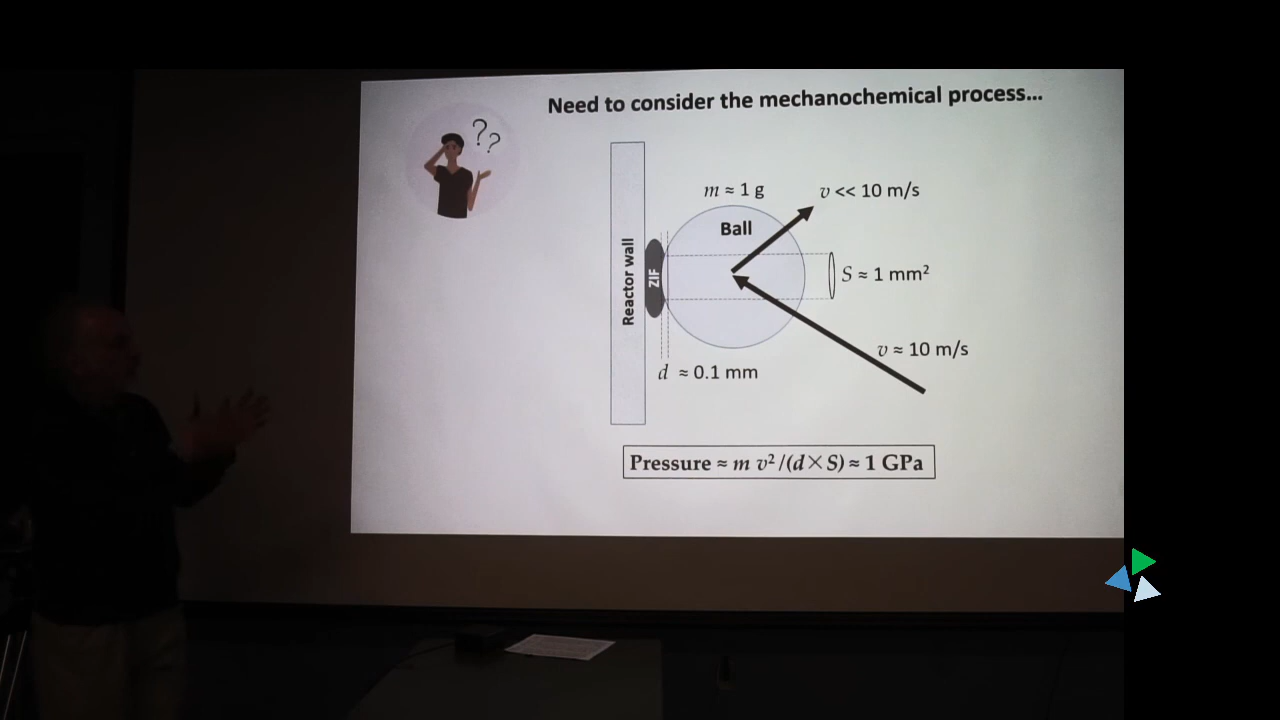 Need to consider the mechanochemical process...
??
m ≈ 1 g
v << 10 m/s
Ball
Reactor wall
ZIF
S ≈ 1 mm²
v ≈ 10 m/s
d ≈ 0.1 mm
Pressure ≈ m v²/(d×S) ≈ 1 GPa